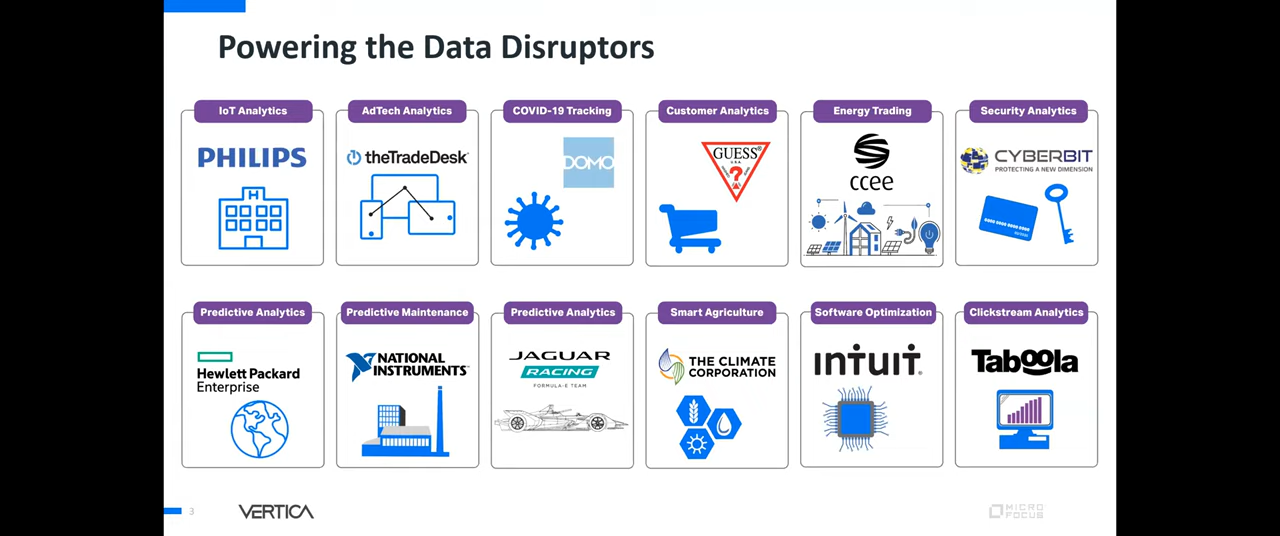 Powering the Data Disruptors
IoT Analytics
PHILIPS
H
AdTech Analytics
theTradeDesk
COVID-19 Tracking
DOMO
Customer Analytics
GUESS®
U.S.A.
?
Energy Trading
ccee
Security Analytics
CYBERBIT
PROTECTING A NEW DIMENSION
Predictive Analytics
Hewlett Packard
Enterprise
Predictive Maintenance
NATIONAL
INSTRUMENTS
Predictive Analytics
JAGUAR
RACING
FORMULA-E TEAM
Smart Agriculture
THE CLIMATE
CORPORATION
Software Optimization
intuit®
Clickstream Analytics
Taboola
3
VERTICA
MICRO
FOCUS